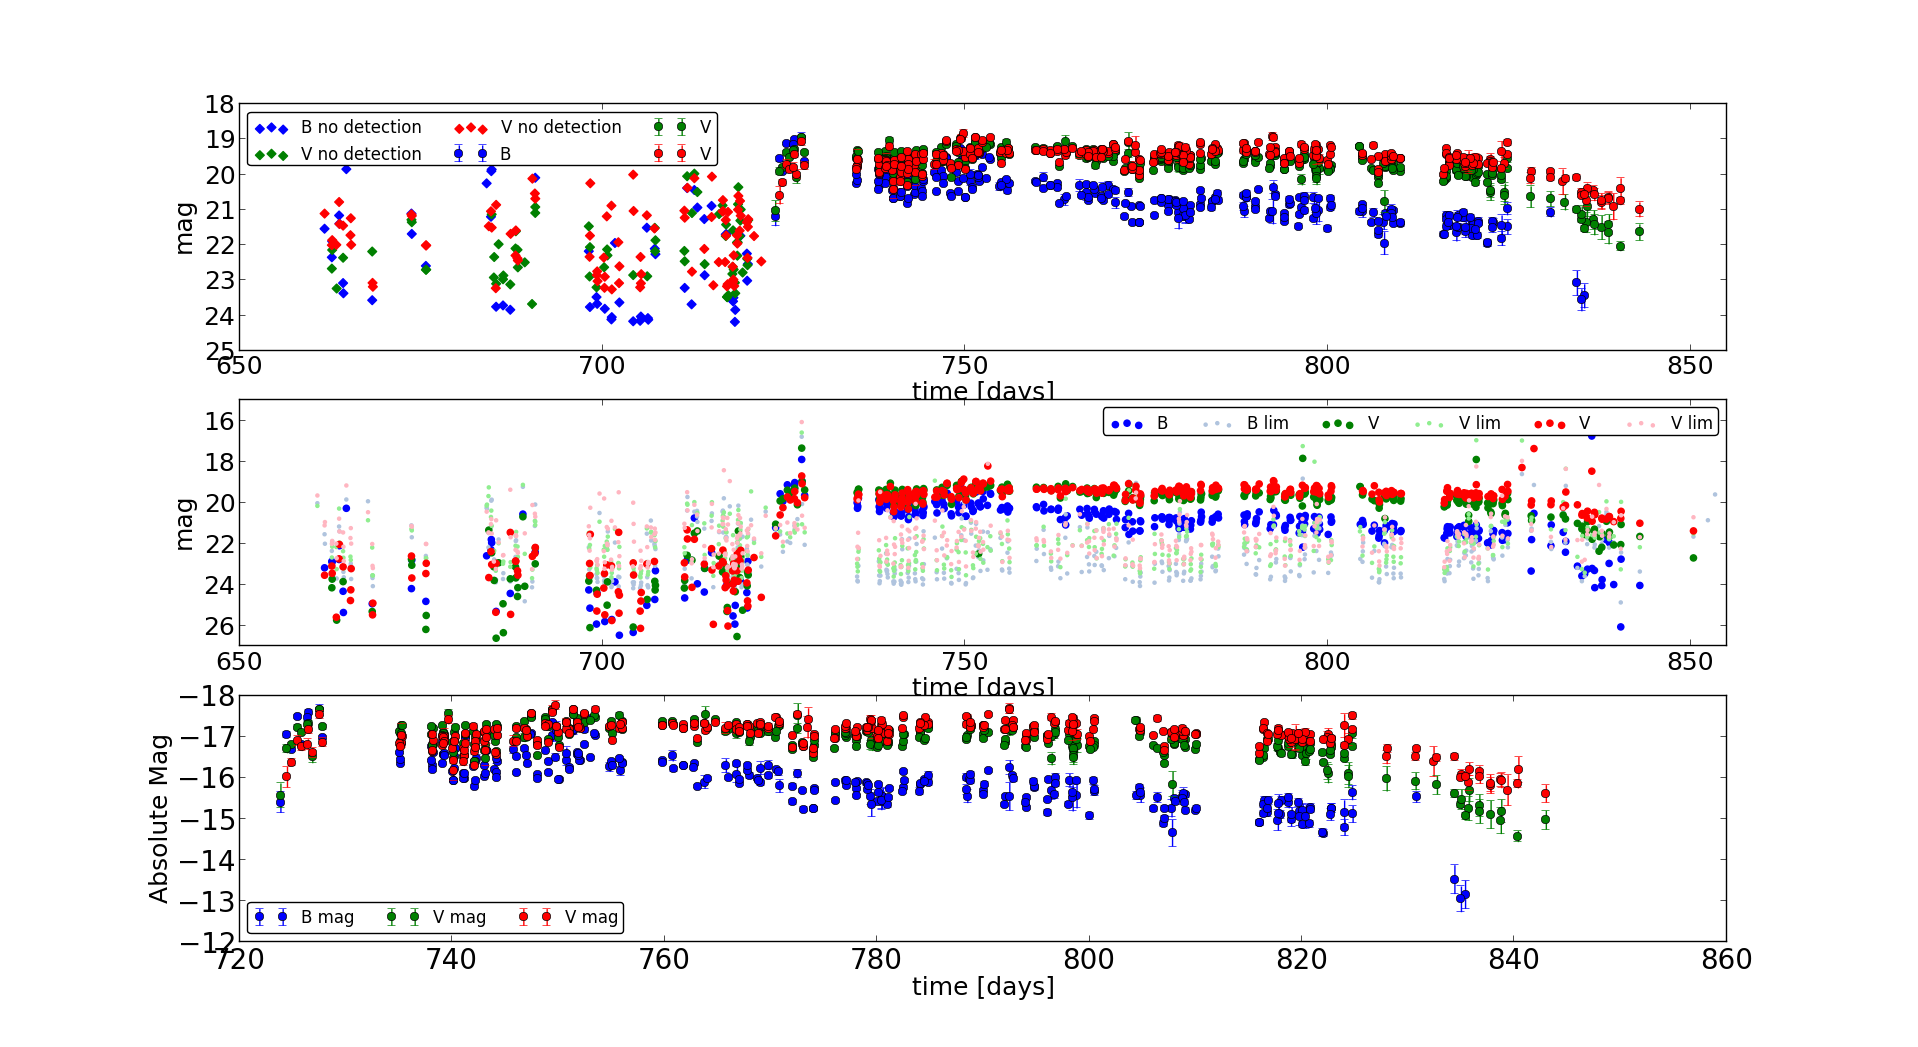 18
19
20
21
22
23
24
25
mag
B no detection
V no detection
V
V no detection
B
V
650
700
750
800
850
time [days]
16
18
20
22
24
26
mag
B
B lim
V
V lim
V
V lim
650
700
750
800
850
time [days]
−18
−17
−16
−15
−14
−13
−12
Absolute Mag
B mag
V mag
V mag
720
740
760
780
800
820
840
860
time [days]